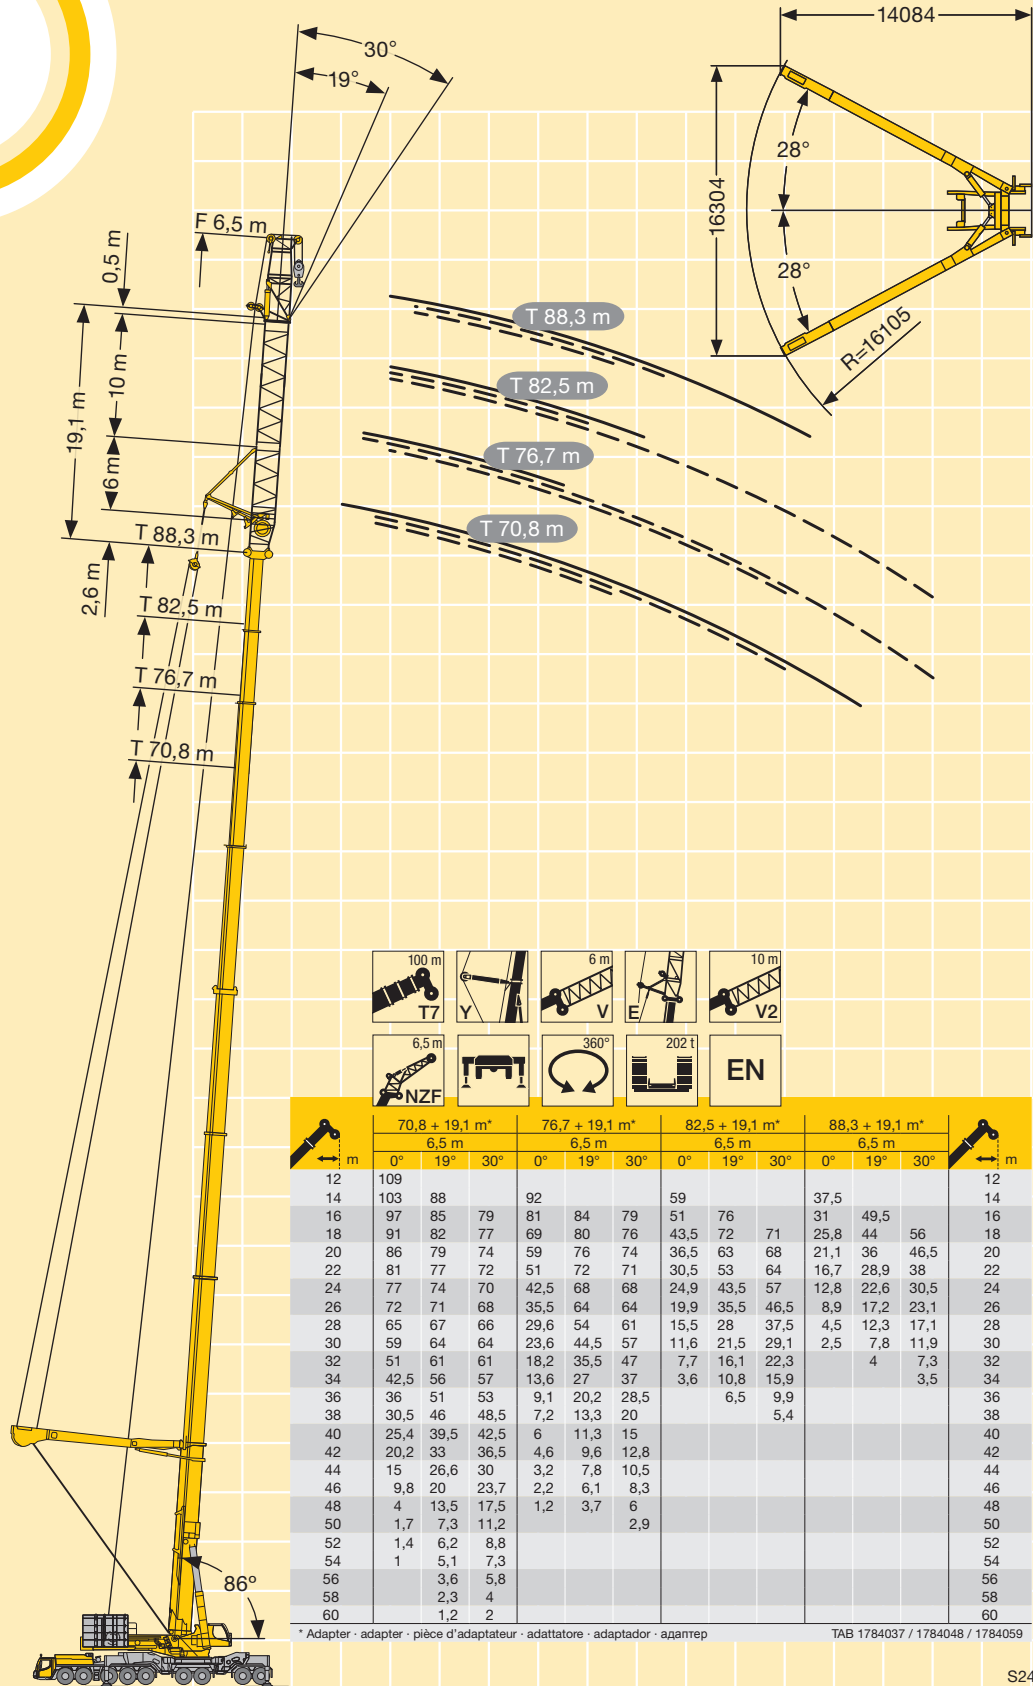 14084
30°
19°
28°
16304
28°
R=16105
F 6,5 m
0,5 m
10 m
19,1 m
6 m
T 88,3 m
2,6 m
T 82,5 m
T 76,7 m
T 70,8 m
T 88,3 m
T 82,5 m
T 76,7 m
T 70,8 m
86°
100 m T7
Y
6 m V
E
10 m V2
6,5 m NZF
360°
202 t
EN
70,8 + 19,1 m* 76,7 + 19,1 m* 82,5 + 19,1 m* 88,3 + 19,1 m*
6,5 m 6,5 m 6,5 m 6,5 m
m 0° 19° 30° 0° 19° 30° 0° 19° 30° 0° 19° 30° m
12 109 12
14 103 88 92 59 37,5 14
16 97 85 79 81 84 79 51 76 31 49,5 16
18 91 82 77 69 80 76 43,5 72 71 25,8 44 56 18
20 86 79 74 59 76 74 36,5 63 68 21,1 36 46,5 20
22 81 77 72 51 72 71 30,5 53 64 16,7 28,9 38 22
24 77 74 70 42,5 68 68 24,9 43,5 57 12,8 22,6 30,5 24
26 72 71 68 35,5 64 64 19,9 35,5 46,5 8,9 17,2 23,1 26
28 65 67 66 29,6 54 61 15,5 28 37,5 4,5 12,3 17,1 28
30 59 64 64 23,6 44,5 57 11,6 21,5 29,1 2,5 7,8 11,9 30
32 51 61 61 18,2 35,5 47 7,7 16,1 22,3 4 7,3 32
34 42,5 56 57 13,6 27 37 3,6 10,8 15,9 3,5 34
36 36 51 53 9,1 20,2 28,5 6,5 9,9 36
38 30,5 46 48,5 7,2 13,3 20 5,4 38
40 25,4 39,5 42,5 6 11,3 15 40
42 20,2 33 36,5 4,6 9,6 12,8 42
44 15 26,6 30 3,2 7,8 10,5 44
46 9,8 20 23,7 2,2 6,1 8,3 46
48 4 13,5 17,5 1,2 3,7 6 48
50 1,7 7,3 11,2 2,9 50
52 1,4 6,2 8,8 52
54 1 5,1 7,3 54
56 3,6 5,8 56
58 2,3 4 58
60 1,2 2 60
* Adapter · adapter · pièce d'adaptateur · adattatore · adaptador · адаптер TAB 1784037 / 1784048 / 1784059
S24